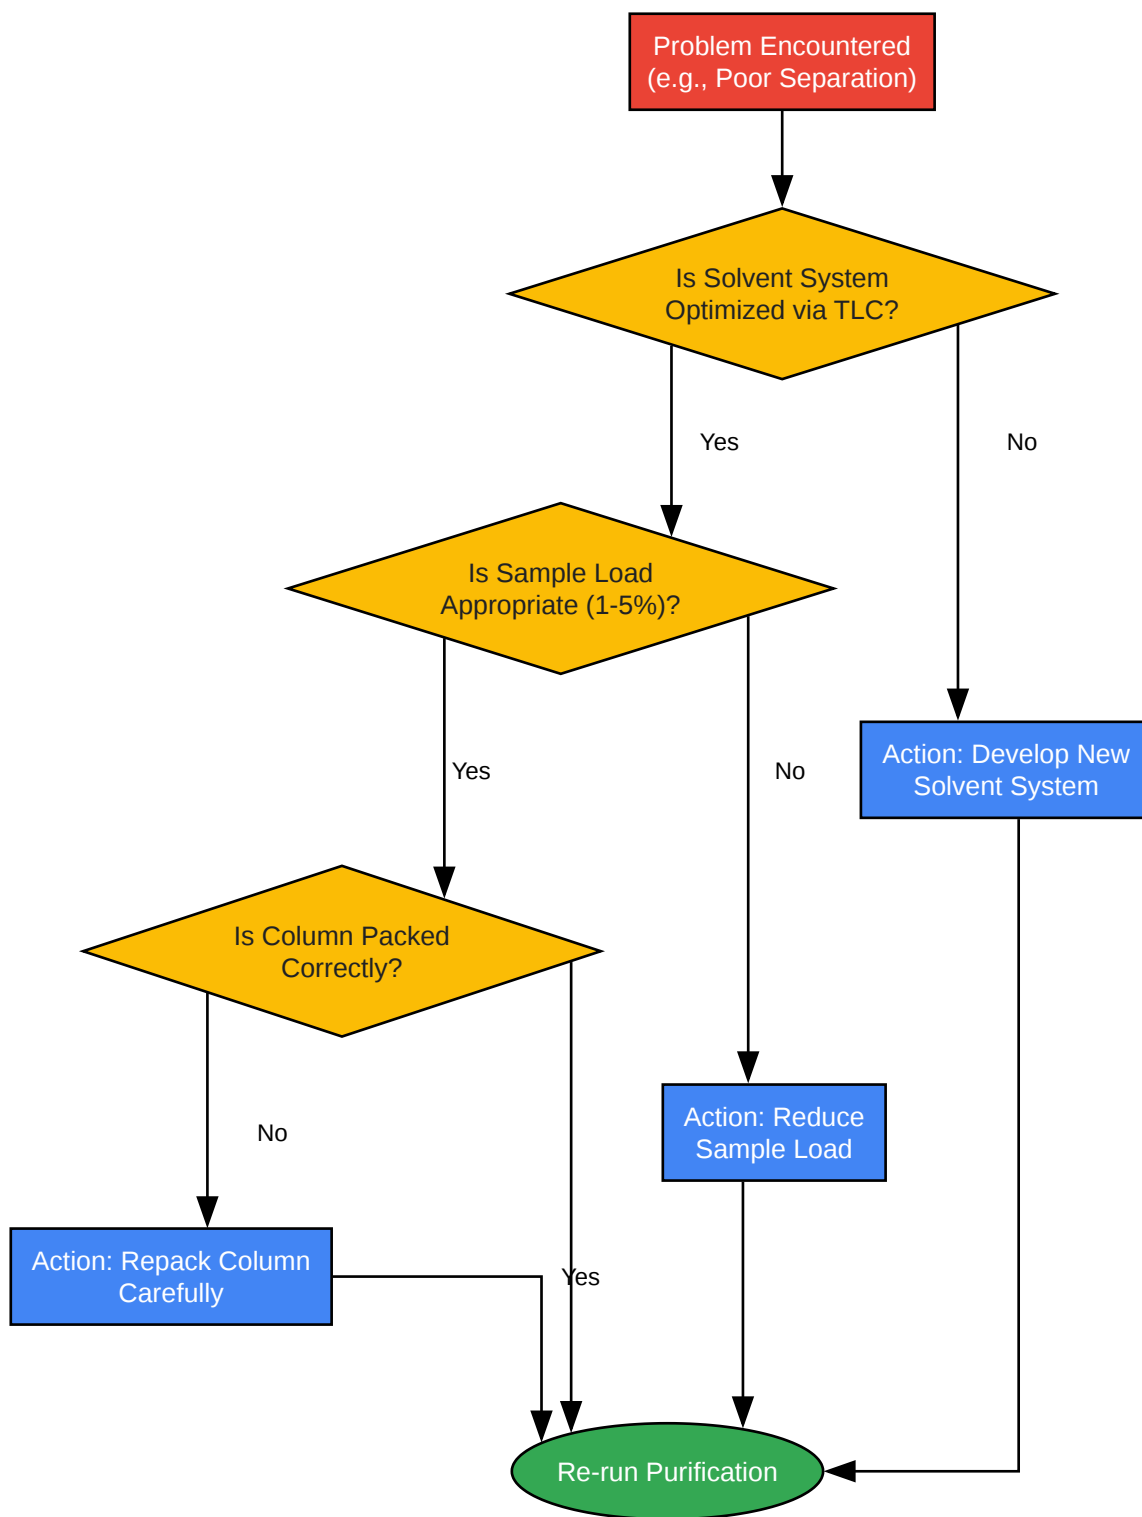 Problem Encountered
(e.g., Poor Separation)
Is Solvent System
Optimized via TLC?
Yes
No
Is Sample Load
Appropriate (1-5%)?
Action: Develop New
Solvent System
Yes
No
Is Column Packed
Correctly?
Action: Reduce
Sample Load
No
Action: Repack Column
Carefully
Yes
Re-run Purification